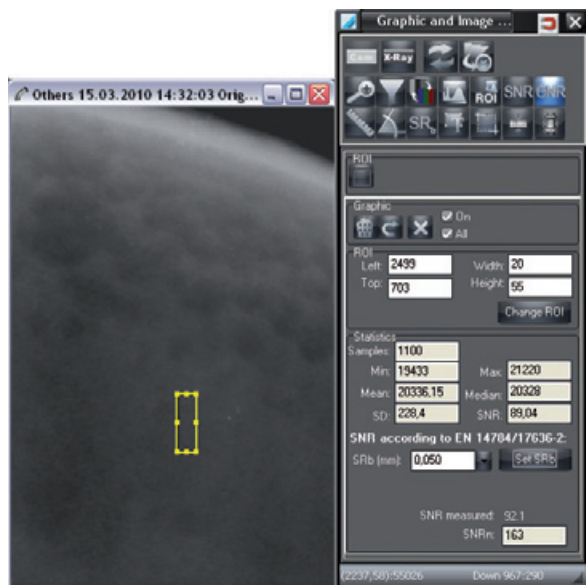 Graphic and Image ...
Com X-Ray
ROI SNR CNR
SRb
Others 15.03.2010 14:32:03 Orig...
ROI
Graphic
On
All
ROI
Left: 2499 Width: 20
Top: 703 Height: 55
Change ROI
Statistics
Samples: 1100
Min: 19433 Max: 21220
Mean: 20336,15 Median: 20328
SD: 228,4 SNR: 89,04
SNR according to EN 14784/17636-2:
SRb (mm): 0,050 Set SRb
SNR measured: 92.1
SNRn: 163
(2237,58):55026 Down 967:290